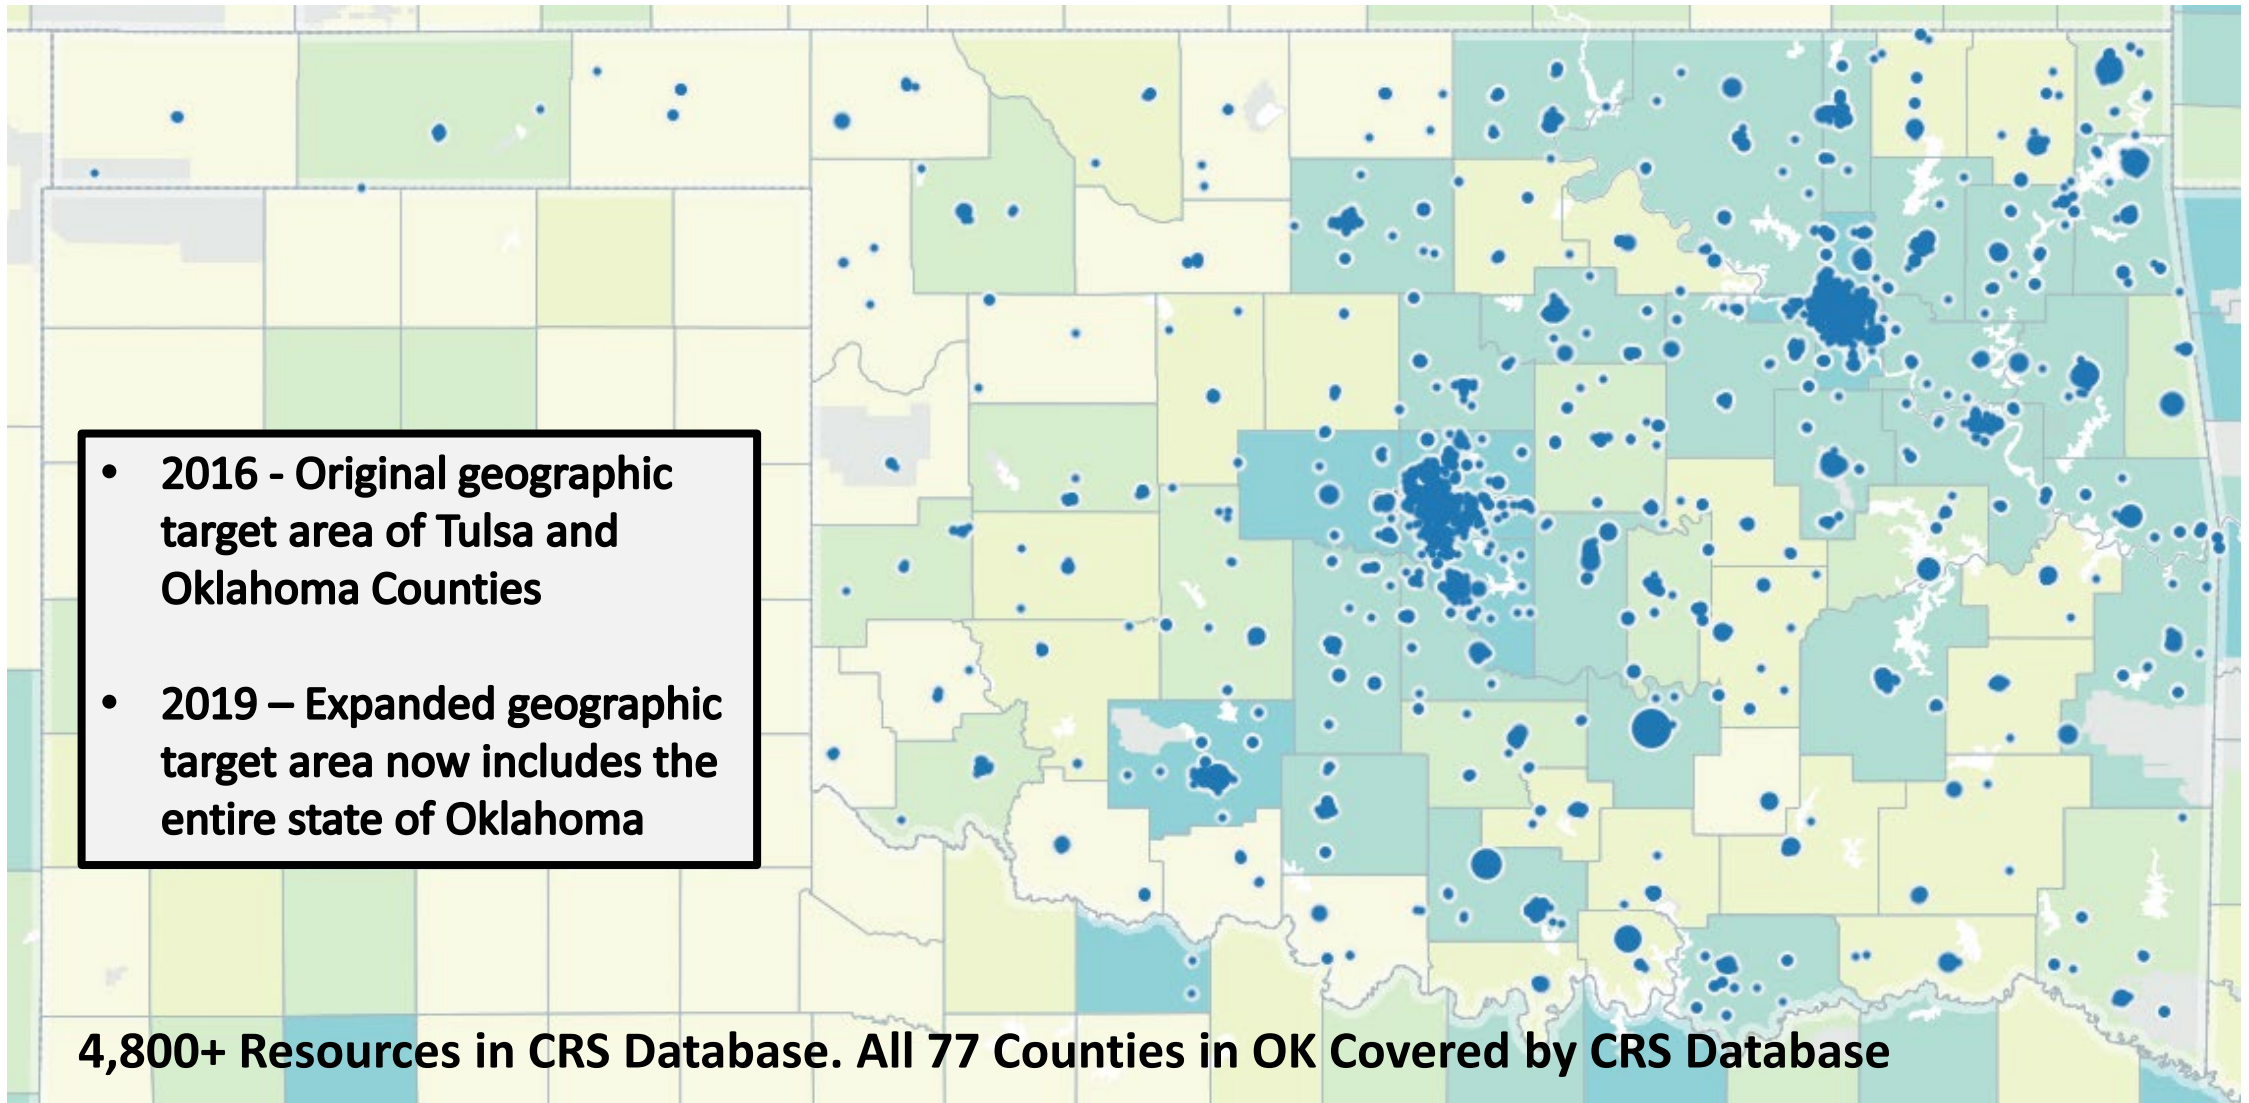 • 2016 - Original geographic
target area of Tulsa and
Oklahoma Counties
• 2019 – Expanded geographic
target area now includes the
entire state of Oklahoma
4,800+ Resources in CRS Database. All 77 Counties in OK Covered by CRS Database